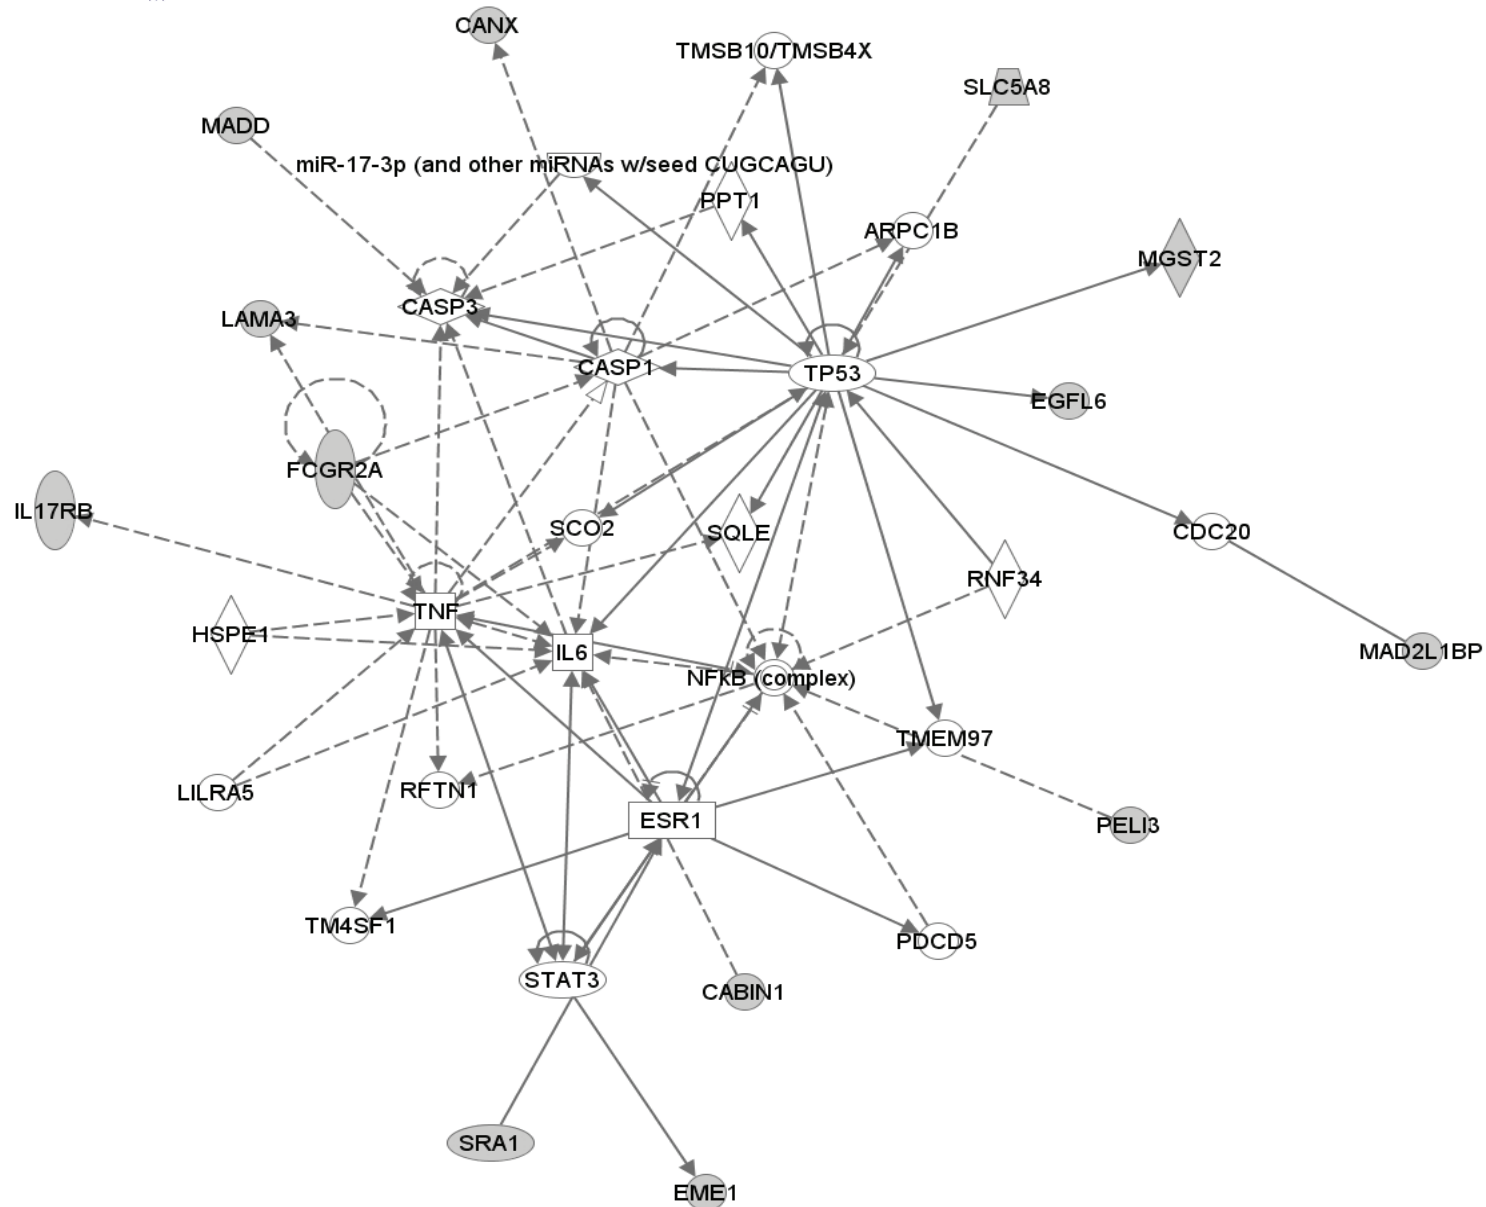 CANX
TMSB10/TMSB4X
SLC5A8
MADD
miR-17-3p (and other miRNAs w/seed CUGCAGU)
PPT1
ARPC1B
MGST2
CASP3
LAMA3
CASP1
TP53
EGFL6
FCGR2A
IL17RB
SCO2
SQLE
CDC20
RNF34
TNF
HSPE1
IL6
MAD2L1BP
NFkB (complex)
TMEM97
LILRA5
RFTN1
ESR1
PELI3
TM4SF1
PDCD5
STAT3
CABIN1
SRA1
EME1